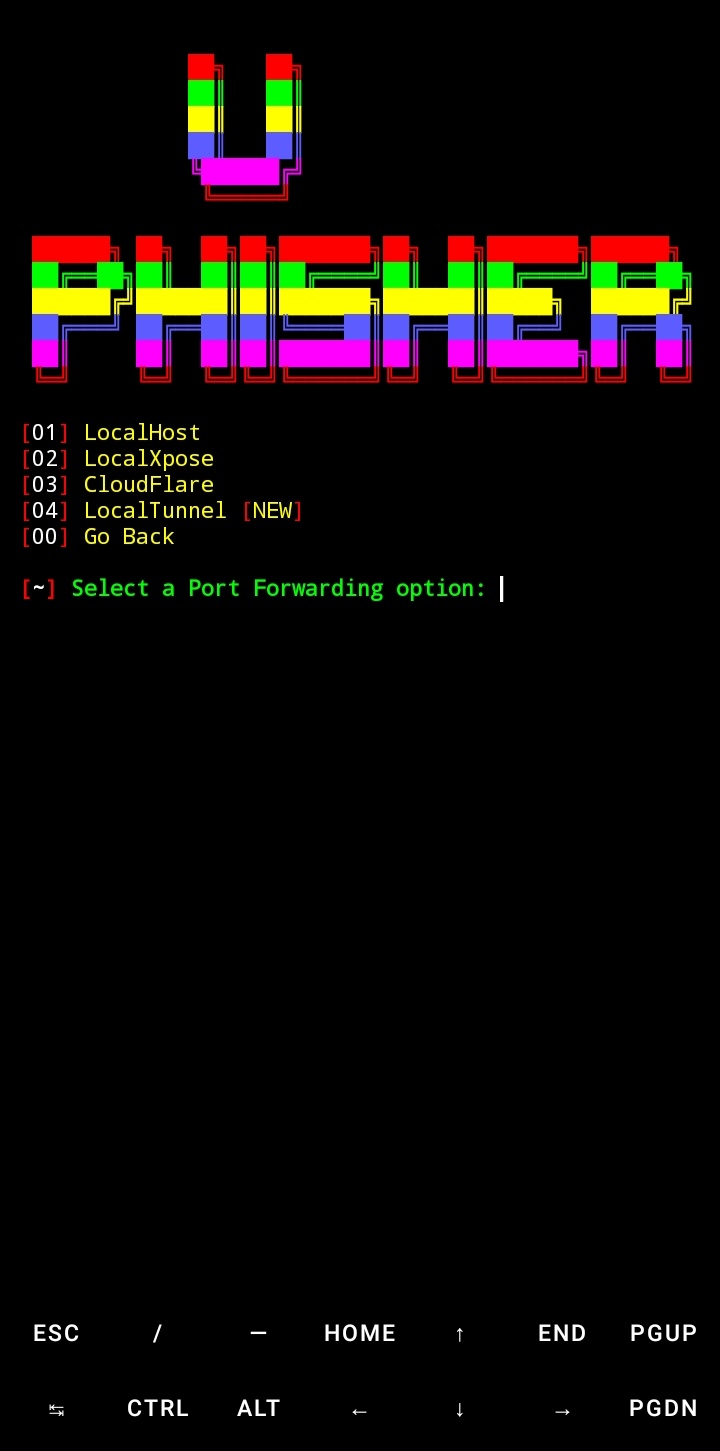 U
PHISHER
[01] LocalHost
[02] LocalXpose
[03] CloudFlare
[04] LocalTunnel [NEW]
[00] Go Back
[~] Select a Port Forwarding option:
ESC / — HOME ↑ END PGUP
↹ CTRL ALT ← ↓ → PGDN